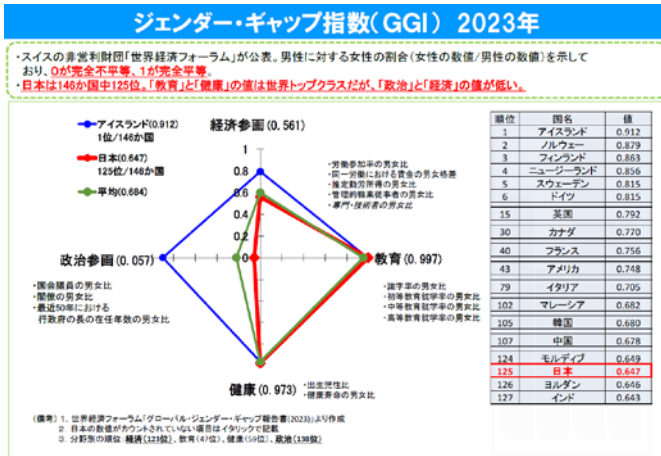 ジェンダー・ギャップ指数(GGI) 2023年
・スイスの非営利財団「世界経済フォーラム」が公表。男性に対する女性の割合(女性の数値/男性の数値)を示して
おり、0が完全不平等、1が完全平等。
・日本は146か国中125位。「教育」と「健康」の値は世界トップクラスだが、「政治」と「経済」の値が低い。
アイスランド(0.912)
1位/146か国
日本(0.647)
125位/146か国
平均(0.684)
経済参画(0.561)
1
0.8
0.6
0.4
0.2
0
・労働参加率の男女比
・同一労働における賃金の男女格差
・推定勤労所得の男女比
・管理的職業従事者の男女比
・専門・技術者の男女比
政治参画(0.057)
・国会議員の男女比
・閣僚の男女比
・最近50年における
行政府の長の在任年数の男女比
教育(0.997)
・識字率の男女比
・初等教育就学率の男女比
・中等教育就学率の男女比
・高等教育就学率の男女比
健康(0.973)
・出生児性比
・健康寿命の男女比
(備考) 1. 世界経済フォーラム「グローバル・ジェンダー・ギャップ報告書(2023)」より作成
2. 日本の数値がカウントされていない項目はイタリックで記載
3. 分野別の順位:経済(123位)、教育(47位)、健康(59位)、政治(138位)
順位 国名 値
1 アイスランド 0.912
2 ノルウェー 0.879
3 フィンランド 0.863
4 ニュージーランド 0.856
5 スウェーデン 0.815
6 ドイツ 0.815
15 英国 0.792
30 カナダ 0.770
40 フランス 0.756
43 アメリカ 0.748
79 イタリア 0.705
102 マレーシア 0.682
105 韓国 0.680
107 中国 0.678
124 モルディブ 0.649
125 日本 0.647
126 ヨルダン 0.646
127 インド 0.643